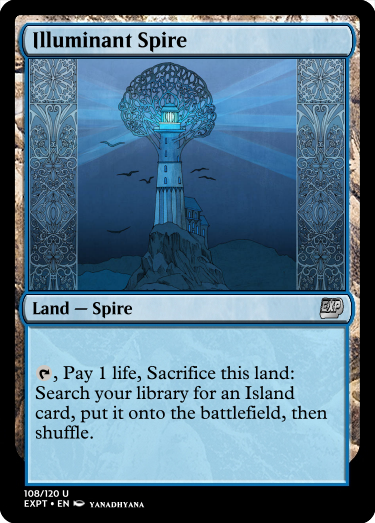 Illuminant Spire
Land — Spire
EXP
, Pay 1 life, Sacrifice this land:
Search your library for an Island
card, put it onto the battlefield, then
shuffle.
108/120 U
EXPT • EN YANADHYANA